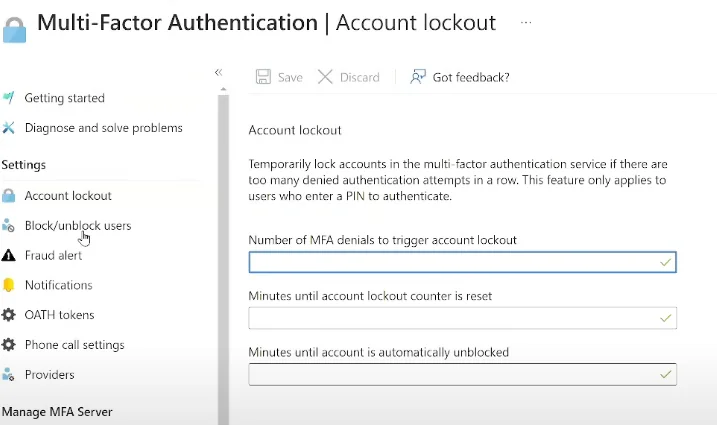 Multi-Factor Authentication | Account lockout ...
«
Save Discard Got feedback?
Getting started
Diagnose and solve problems
Settings
Account lockout
Block/unblock users
Fraud alert
Notifications
OATH tokens
Phone call settings
Providers
Manage MFA Server
Account lockout
Temporarily lock accounts in the multi-factor authentication service if there are
too many denied authentication attempts in a row. This feature only applies to
users who enter a PIN to authenticate.
Number of MFA denials to trigger account lockout
Minutes until account lockout counter is reset
Minutes until account is automatically unblocked